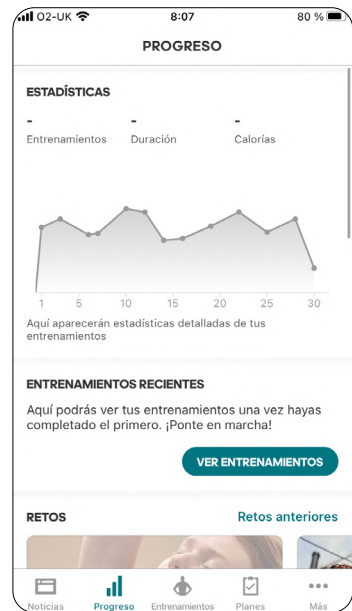 O2-UK 8:07 80 %
PROGRESO
ESTADÍSTICAS
- - -
Entrenamientos Duración Calorías
1 5 10 15 20 25 30
Aquí aparecerán estadísticas detalladas de tus
entrenamientos
ENTRENAMIENTOS RECIENTES
Aquí podrás ver tus entrenamientos una vez hayas
completado el primero. ¡Ponte en marcha!
VER ENTRENAMIENTOS
RETOS Retos anteriores
Noticias Progreso Entrenamientos Planes Más